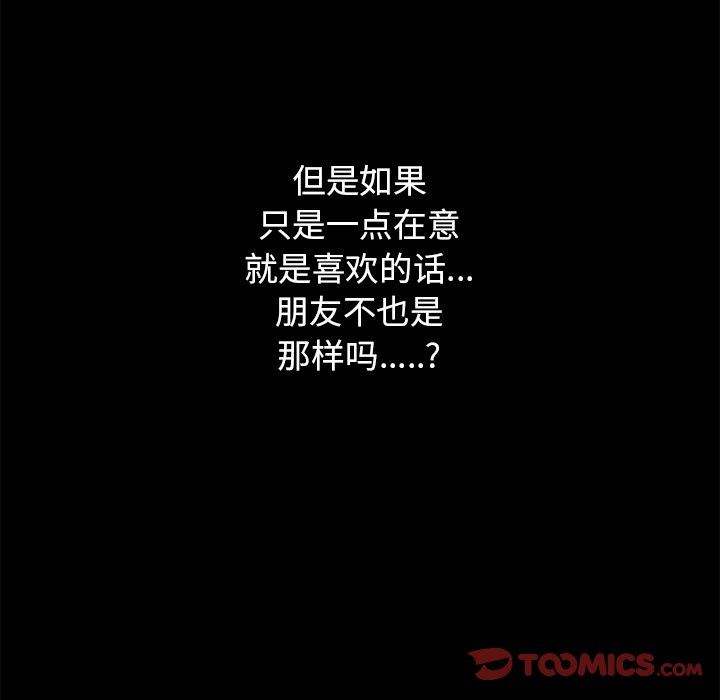 但是如果
只是一点在意
就是喜欢的话...
朋友不也是
那样吗.....?
TOOMICS.COM